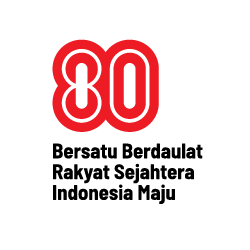 80
Bersatu Berdaulat
Rakyat Sejahtera
Indonesia Maju